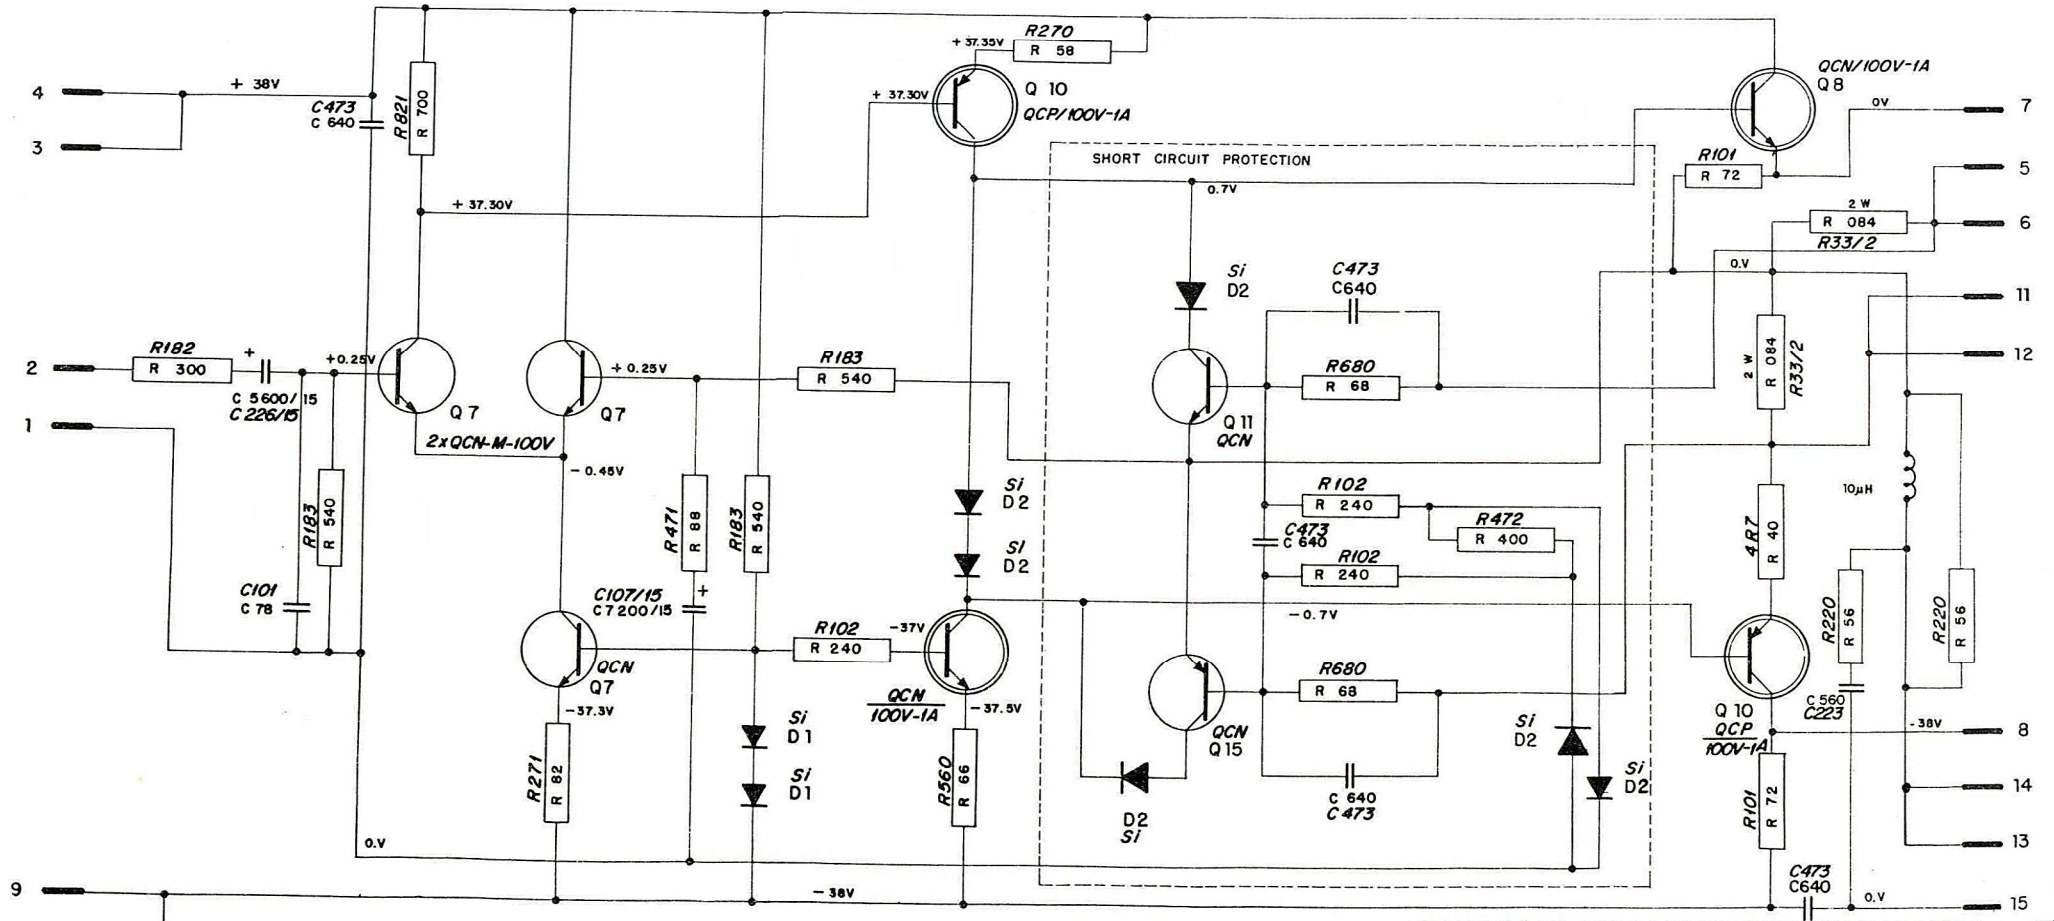 4
3
+ 38V
C473
C 640
R821
R 700
+ 37.30V
+ 37.30V
+ 37.35V
R270
R 58
Q 10
QCP/100V-1A
SHORT CIRCUIT PROTECTION
0.7V
QCN/100V-1A
Q8
0V
7
R101
R 72
5
2 W
R 084
R33/2
6
0.V
11
12
2
R182
R 300
+
C 5600/15
C 226/15
+0.25V
Q7
2xQCN-M-100V
Q7
+ 0.25V
R183
R 540
1
R183
R 540
C101
C 78
- 0.45V
R471
R 88
R183
R 540
C107/15
C7200/15
+
QCN
Q7
-37.3V
R271
R 82
R102
R 240
-37V
QCN
100V-1A
-37.5V
R560
R 66
Si
D1
Si
D1
Si
D2
Si
D2
Si
D2
C473
C640
R680
R 68
Q11
QCN
R102
R 240
R472
R 400
C473
C 640
R102
R 240
-0.7V
R680
R 68
QCN
Q15
D2
Si
C 640
C473
Si
D2
Si
D2
2 W
R 084
R33/2
4R7
R 40
10µH
R220
R 56
R220
R 56
C 560
C223
Q 10
QCP
100V-1A
-38V
8
R101
R 72
14
13
C473
C640
0.V
15
0.V
9
- 38V